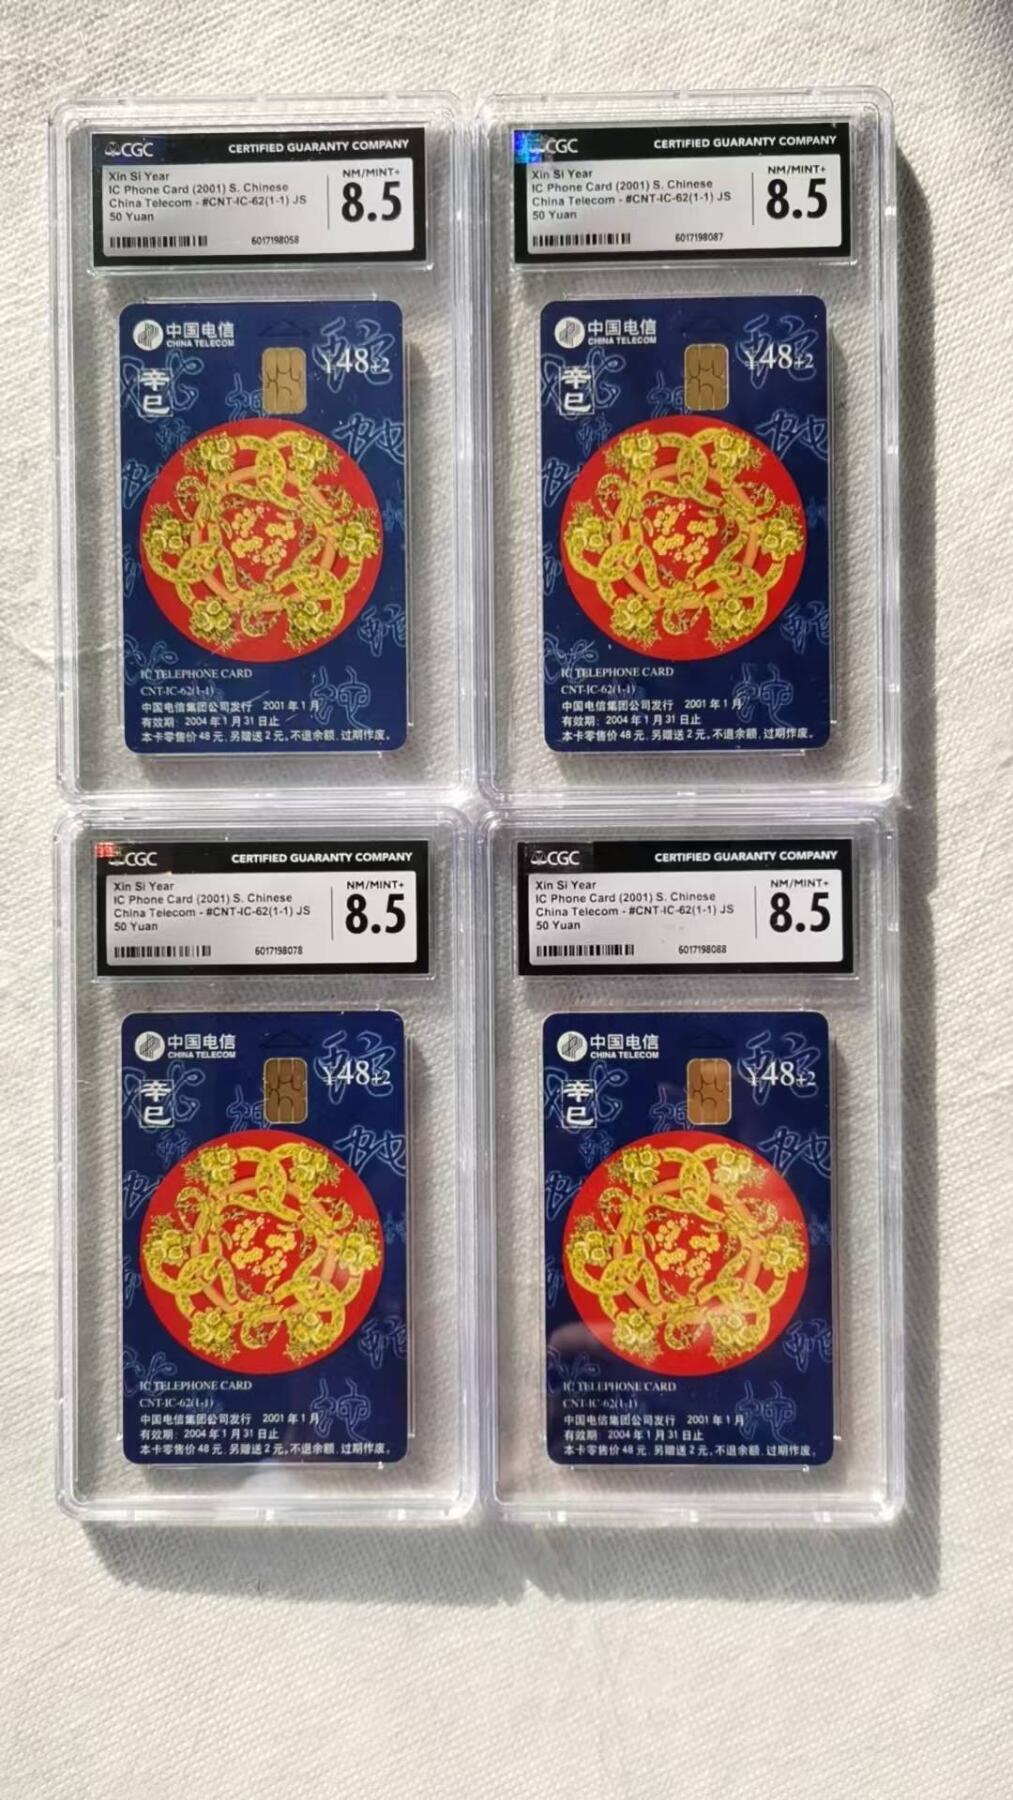 CGC CERTIFIED GUARANTY COMPANY
Xin Si Year
IC Phone Card (2001) S. Chinese
China Telecom - #CNT-IC-62(1-1) JS
50 Yuan
NM/MINT+
8.5
6017198058
中国电信
CHINA TELECOM
¥48+2
辛巳
IC TELEPHONE CARD
CNT-IC-62(1-1)
中国电信集团公司发行 2001年1月
有效期: 2004年1月31日止
本卡零售价48元,另赠送2元,不退余额,过期作废。
CGC CERTIFIED GUARANTY COMPANY
Xin Si Year
IC Phone Card (2001) S. Chinese
China Telecom - #CNT-IC-62(1-1) JS
50 Yuan
NM/MINT+
8.5
6017198087
中国电信
CHINA TELECOM
¥48+2
辛巳
IC TELEPHONE CARD
CNT-IC-62(1-1)
中国电信集团公司发行 2001年1月
有效期: 2004年1月31日止
本卡零售价48元,另赠送2元,不退余额,过期作废。
CGC CERTIFIED GUARANTY COMPANY
Xin Si Year
IC Phone Card (2001) S. Chinese
China Telecom - #CNT-IC-62(1-1) JS
50 Yuan
NM/MINT+
8.5
6017198078
中国电信
CHINA TELECOM
¥48+2
辛巳
IC TELEPHONE CARD
CNT-IC-62(1-1)
中国电信集团公司发行 2001年1月
有效期: 2004年1月31日止
本卡零售价48元,另赠送2元,不退余额,过期作废。
CGC CERTIFIED GUARANTY COMPANY
Xin Si Year
IC Phone Card (2001) S. Chinese
China Telecom - #CNT-IC-62(1-1) JS
50 Yuan
NM/MINT+
8.5
6017198088
中国电信
CHINA TELECOM
¥48+2
辛巳
IC TELEPHONE CARD
CNT-IC-62(1-1)
中国电信集团公司发行 2001年1月
有效期: 2004年1月31日止
本卡零售价48元,另赠送2元,不退余额,过期作废。